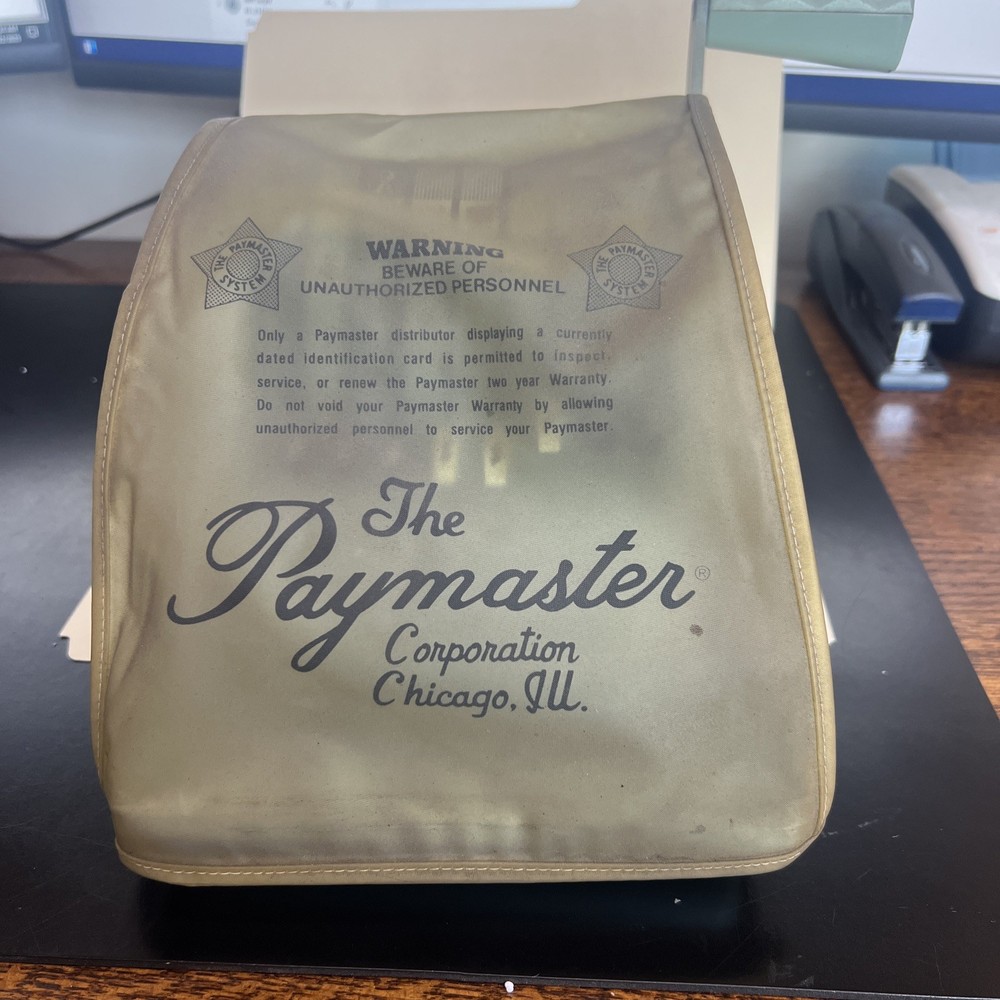 THE PAYMASTER SYSTEM
THE PAYMASTER SYSTEM
WARNING
BEWARE OF
UNAUTHORIZED PERSONNEL
Only a Paymaster distributor displaying a currently
dated identification card is permitted to inspect,
service, or renew the Paymaster two year Warranty.
Do not void your Paymaster Warranty by allowing
unauthorized personnel to service your Paymaster.
The
Paymaster®
Corporation
Chicago, Ill.